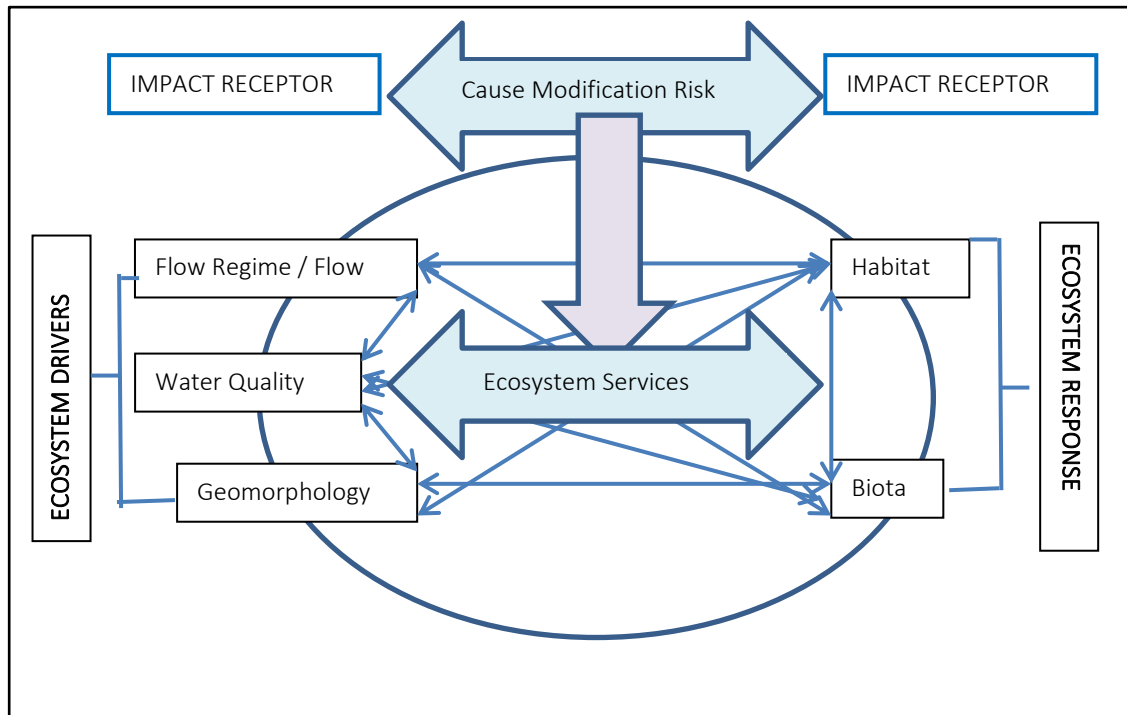 IMPACT RECEPTOR
Cause Modification Risk
IMPACT RECEPTOR
ECOSYSTEM DRIVERS
Flow Regime / Flow
Water Quality
Geomorphology
Ecosystem Services
Habitat
Biota
ECOSYSTEM RESPONSE